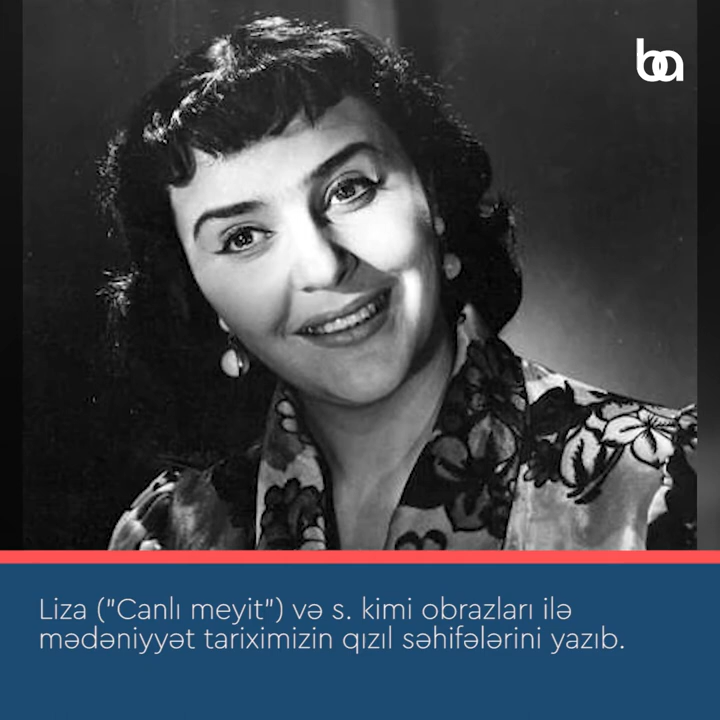 ba
Liza ("Canlı meyit") və s. kimi obrazları ilə
mədəniyyət tariximizin qızıl səhifələrini yazıb.